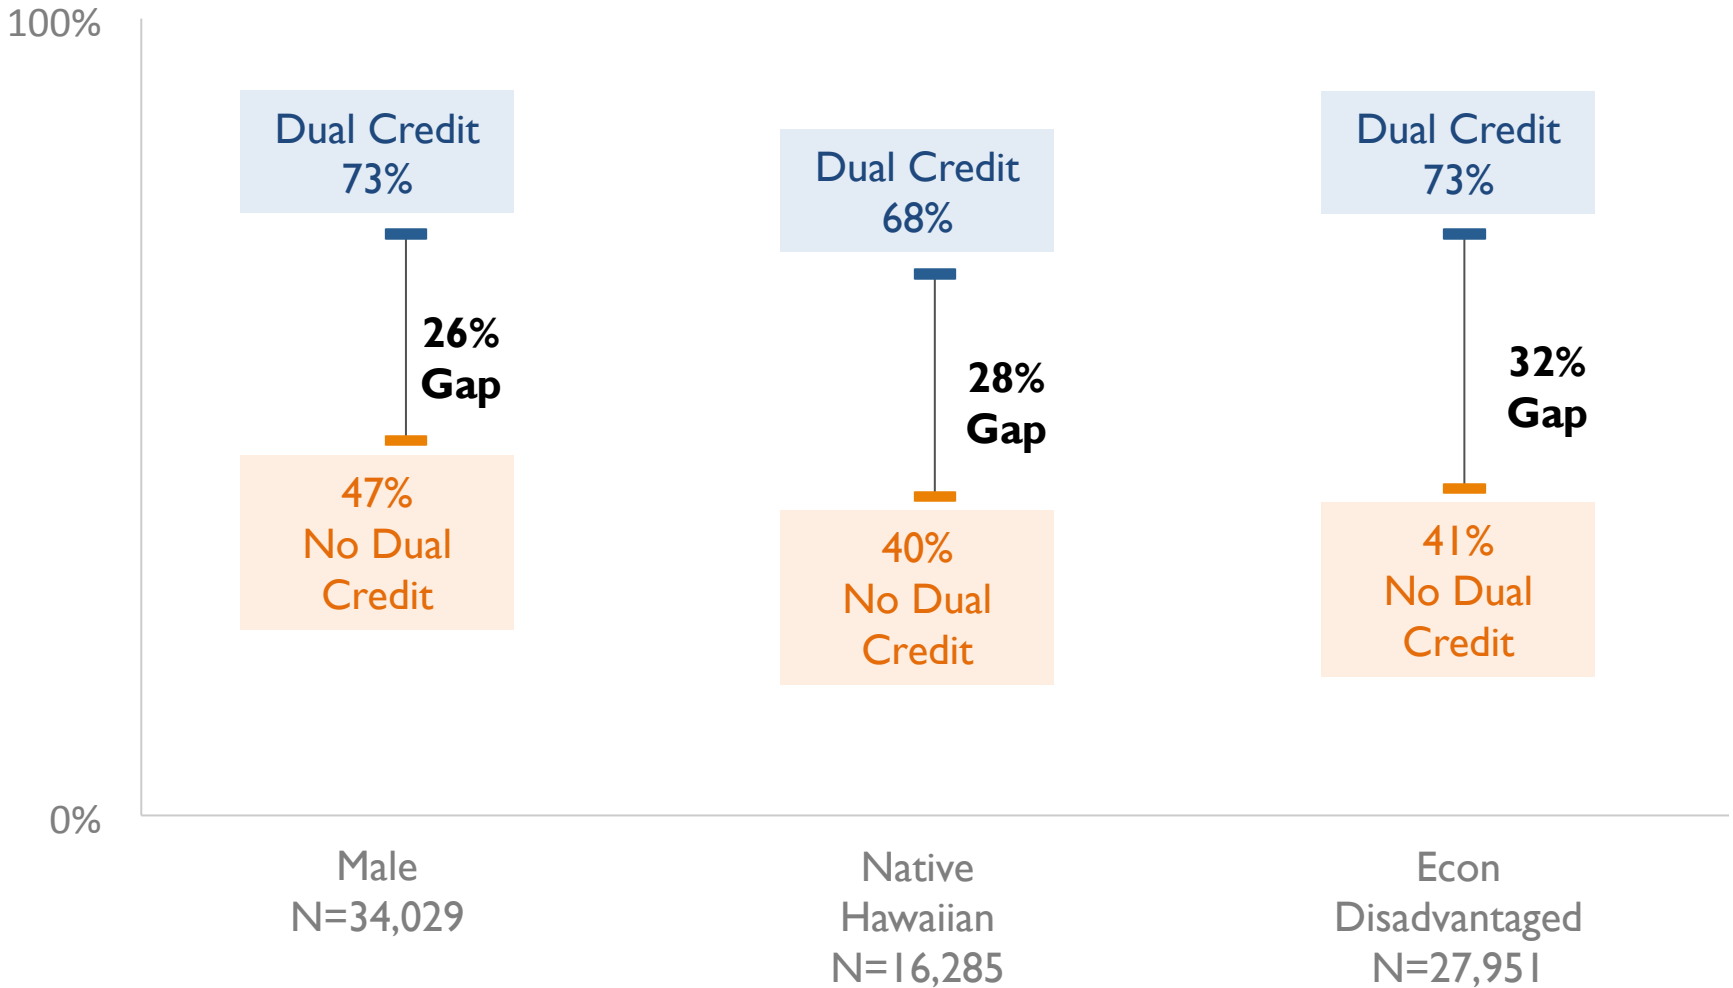 100%
Dual Credit
73%
26%
Gap
47%
No Dual
Credit
Dual Credit
68%
28%
Gap
40%
No Dual
Credit
Dual Credit
73%
32%
Gap
41%
No Dual
Credit
0%
Male
N=34,029
Native
Hawaiian
N=16,285
Econ
Disadvantaged
N=27,951